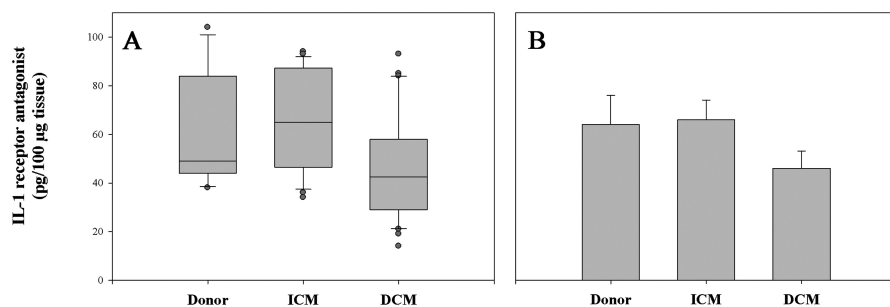 IL-1 receptor antagonist
(pg/100 µg tissue)
100
80
60
40
20
0
A
B
Donor
ICM
DCM
Donor
ICM
DCM